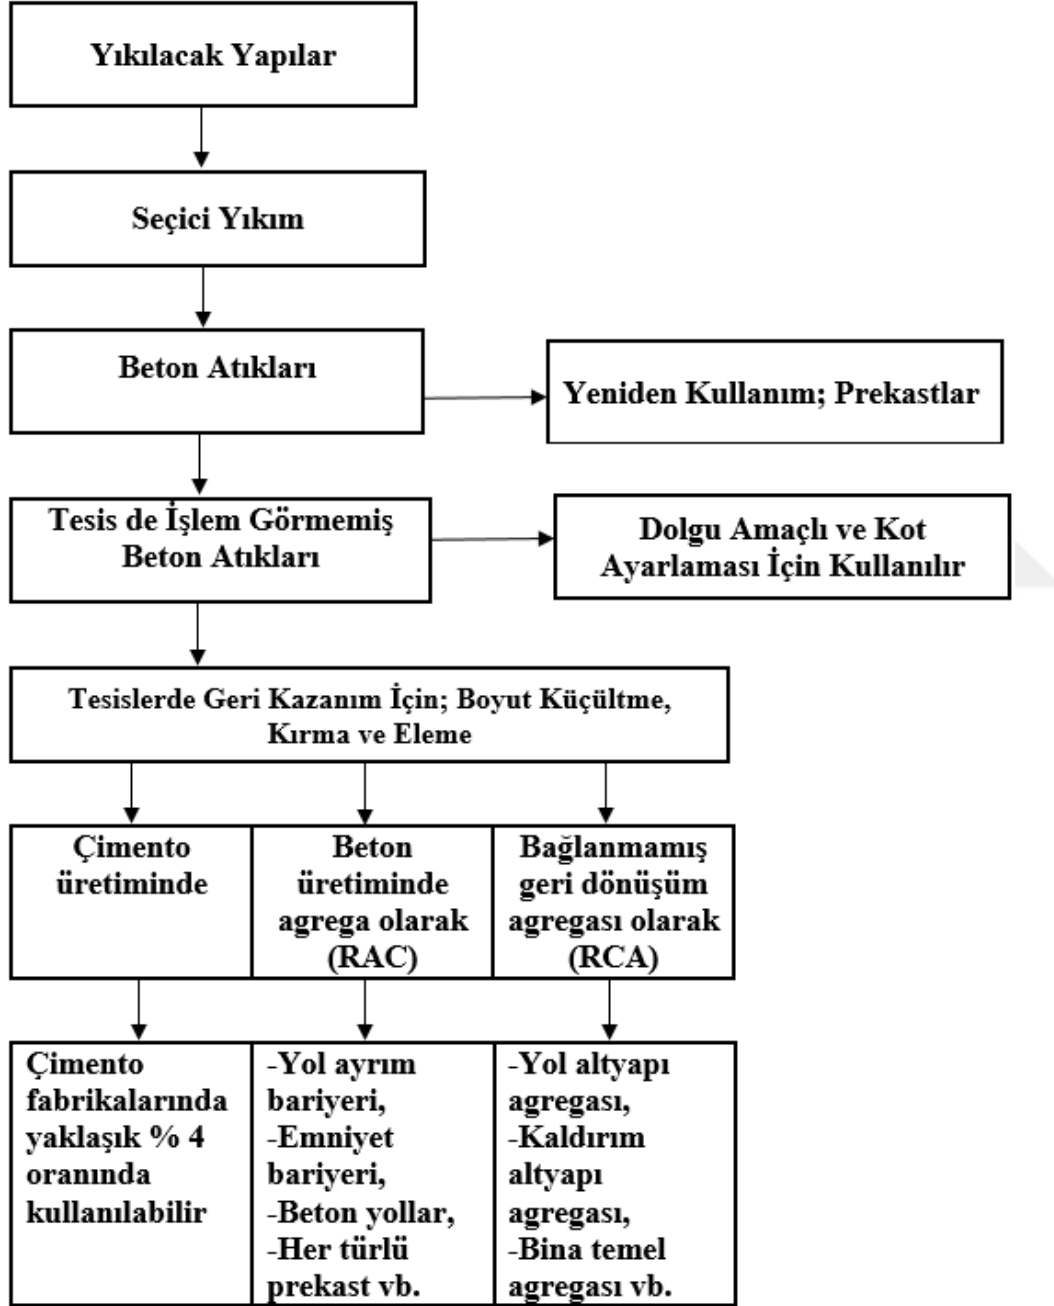 Yıkılacak Yapılar
Seçici Yıkım
Beton Atıkları
Yeniden Kullanım; Prekastlar
Tesis de İşlem Görmemiş
Beton Atıkları
Dolgu Amaçlı ve Kot
Ayarlaması İçin Kullanılır
Tesislerde Geri Kazanım İçin; Boyut Küçültme,
Kırma ve Eleme
Çimento
üretiminde
Beton
üretiminde
agrega olarak
(RAC)
Bağlanmamış
geri dönüşüm
agregası olarak
(RCA)
Çimento
fabrikalarında
yaklaşık % 4
oranında
kullanılabilir
-Yol ayrım
bariyeri,
-Emniyet
bariyeri,
-Beton yollar,
-Her türlü
prekast vb.
-Yol altyapı
agregası,
-Kaldırım
altyapı
agregası,
-Bina temel
agregası vb.